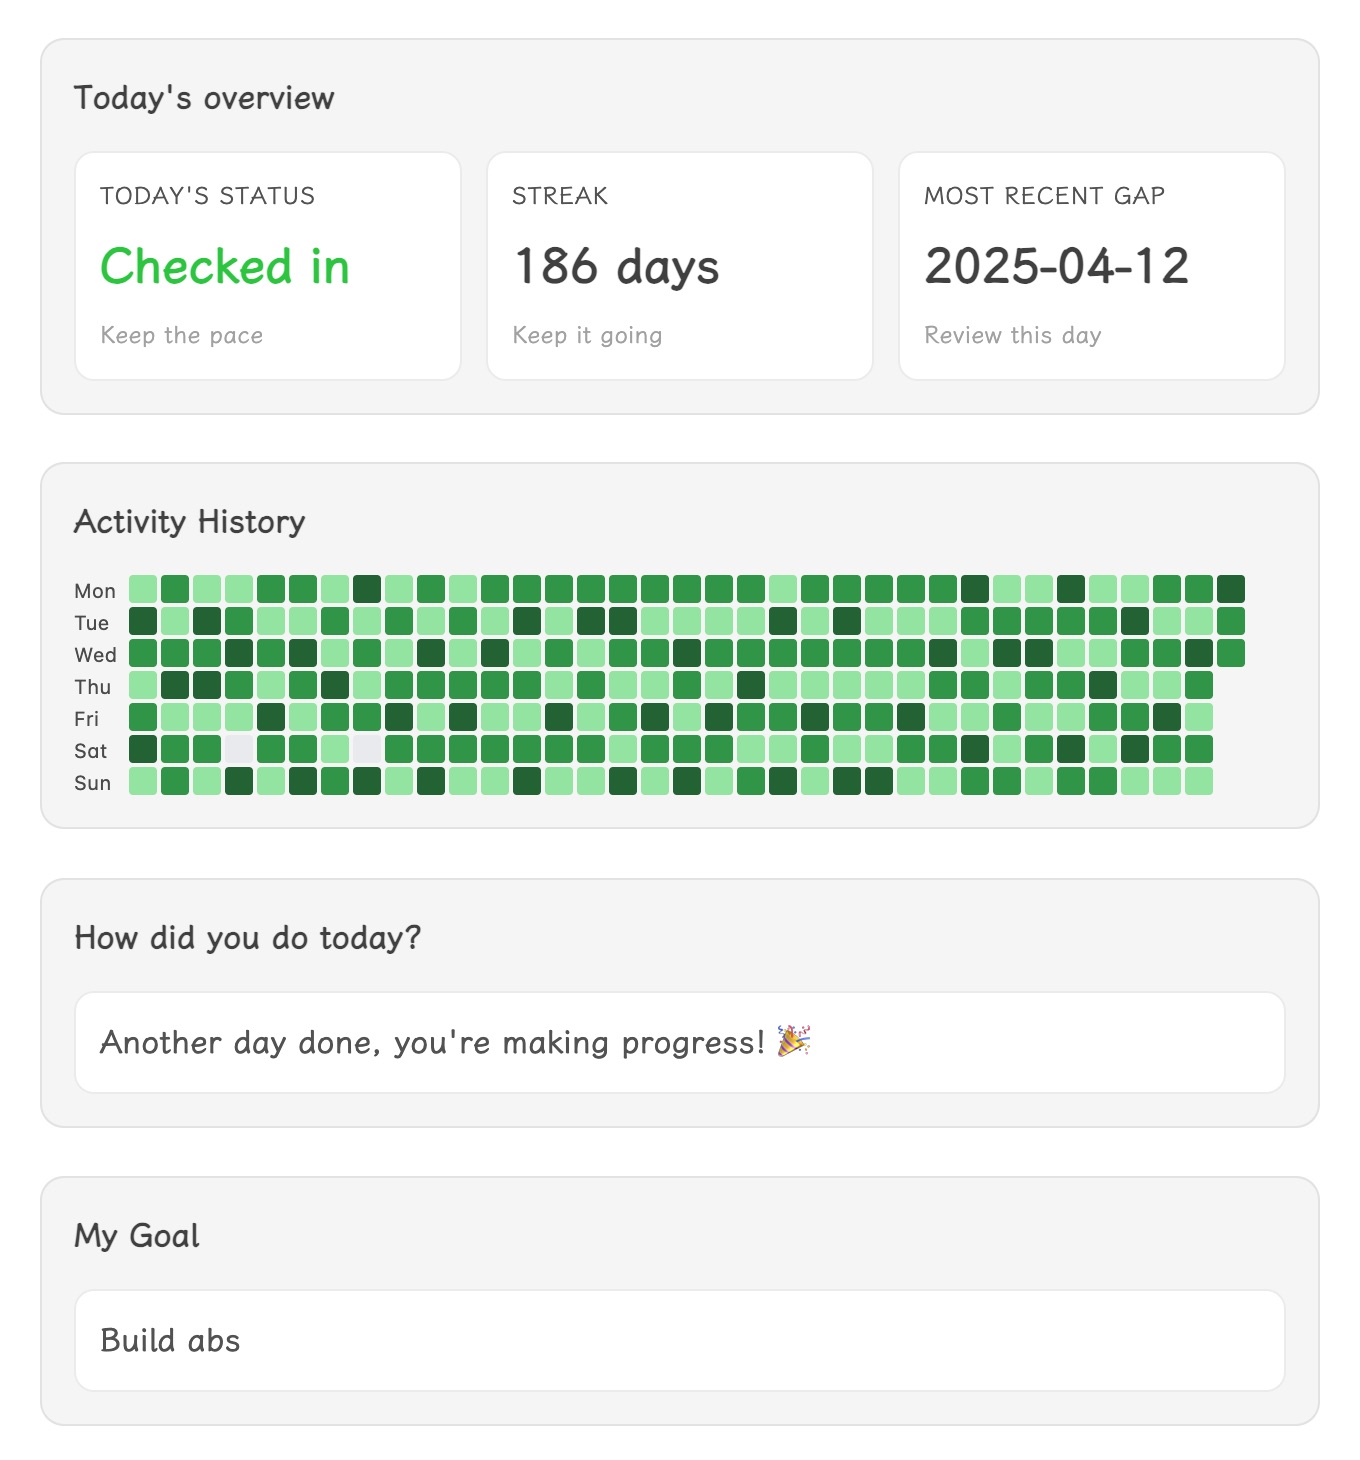 Today's overview
TODAY'S STATUS
Checked in
Keep the pace
STREAK
186 days
Keep it going
MOST RECENT GAP
2025-04-12
Review this day
Activity History
Mon
Tue
Wed
Thu
Fri
Sat
Sun
How did you do today?
Another day done, you're making progress! 🎉
My Goal
Build abs